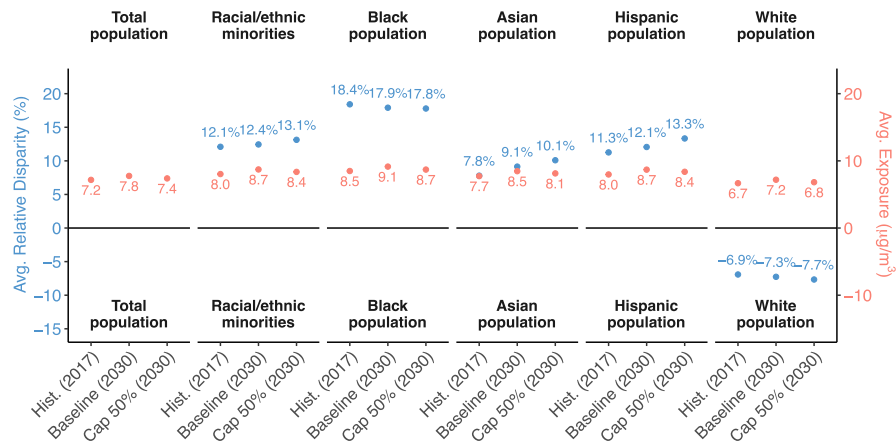 Total population
Racial/ethnic minorities
Black population
Asian population
Hispanic population
White population
Avg. Relative Disparity (%)
20
15
10
5
0
−5
−10
−15
7.2
7.8
7.4
12.1%
12.4%
13.1%
8.0
8.7
8.4
18.4%
17.9%
17.8%
8.5
9.1
8.7
7.8%
9.1%
10.1%
7.7
8.5
8.1
11.3%
12.1%
13.3%
8.0
8.7
8.4
6.7
7.2
6.8
−6.9%
−7.3%
−7.7%
20
10
0
−10
Avg. Exposure (μg/m³)
Total population
Racial/ethnic minorities
Black population
Asian population
Hispanic population
White population
Hist. (2017)
Baseline (2030)
Cap 50% (2030)
Hist. (2017)
Baseline (2030)
Cap 50% (2030)
Hist. (2017)
Baseline (2030)
Cap 50% (2030)
Hist. (2017)
Baseline (2030)
Cap 50% (2030)
Hist. (2017)
Baseline (2030)
Cap 50% (2030)
Hist. (2017)
Baseline (2030)
Cap 50% (2030)